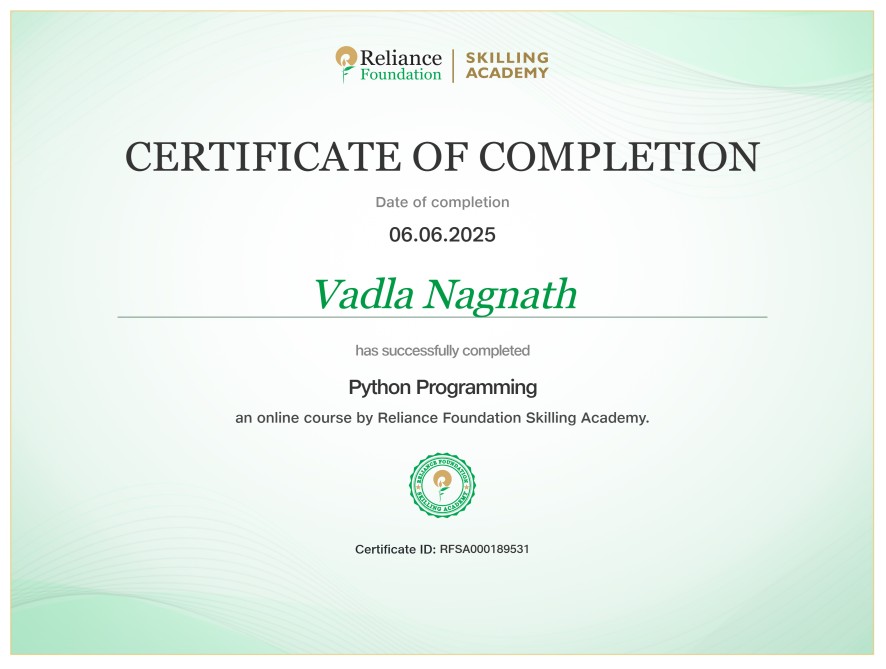 Reliance
Foundation
SKILLING
ACADEMY
CERTIFICATE OF COMPLETION
Date of completion
06.06.2025
Vadla Nagnath
has successfully completed
Python Programming
an online course by Reliance Foundation Skilling Academy.
RELIANCE FOUNDATION
SKILLING ACADEMY
Certificate ID: RFSA000189531